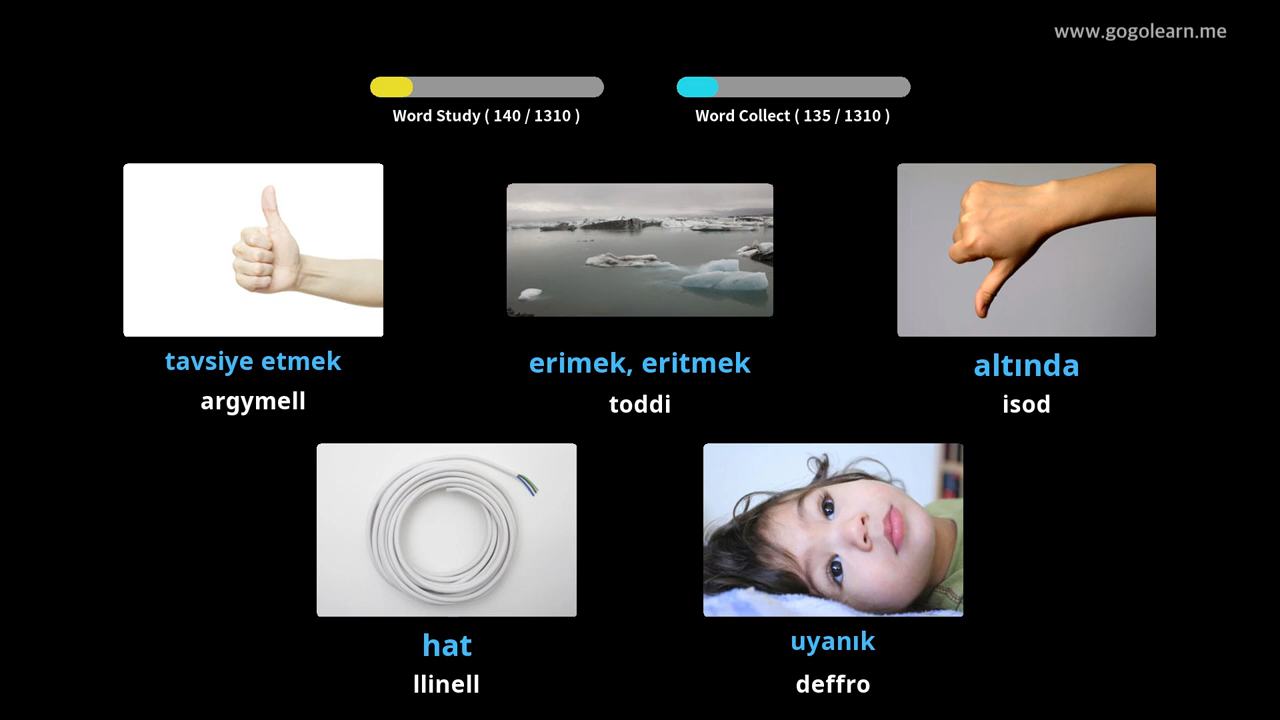 www.gogolearn.me
Word Study ( 140 / 1310 )
Word Collect ( 135 / 1310 )
tavsiye etmek
argymell
erimek, eritmek
toddi
altında
isod
hat
llinell
uyanık
deffro